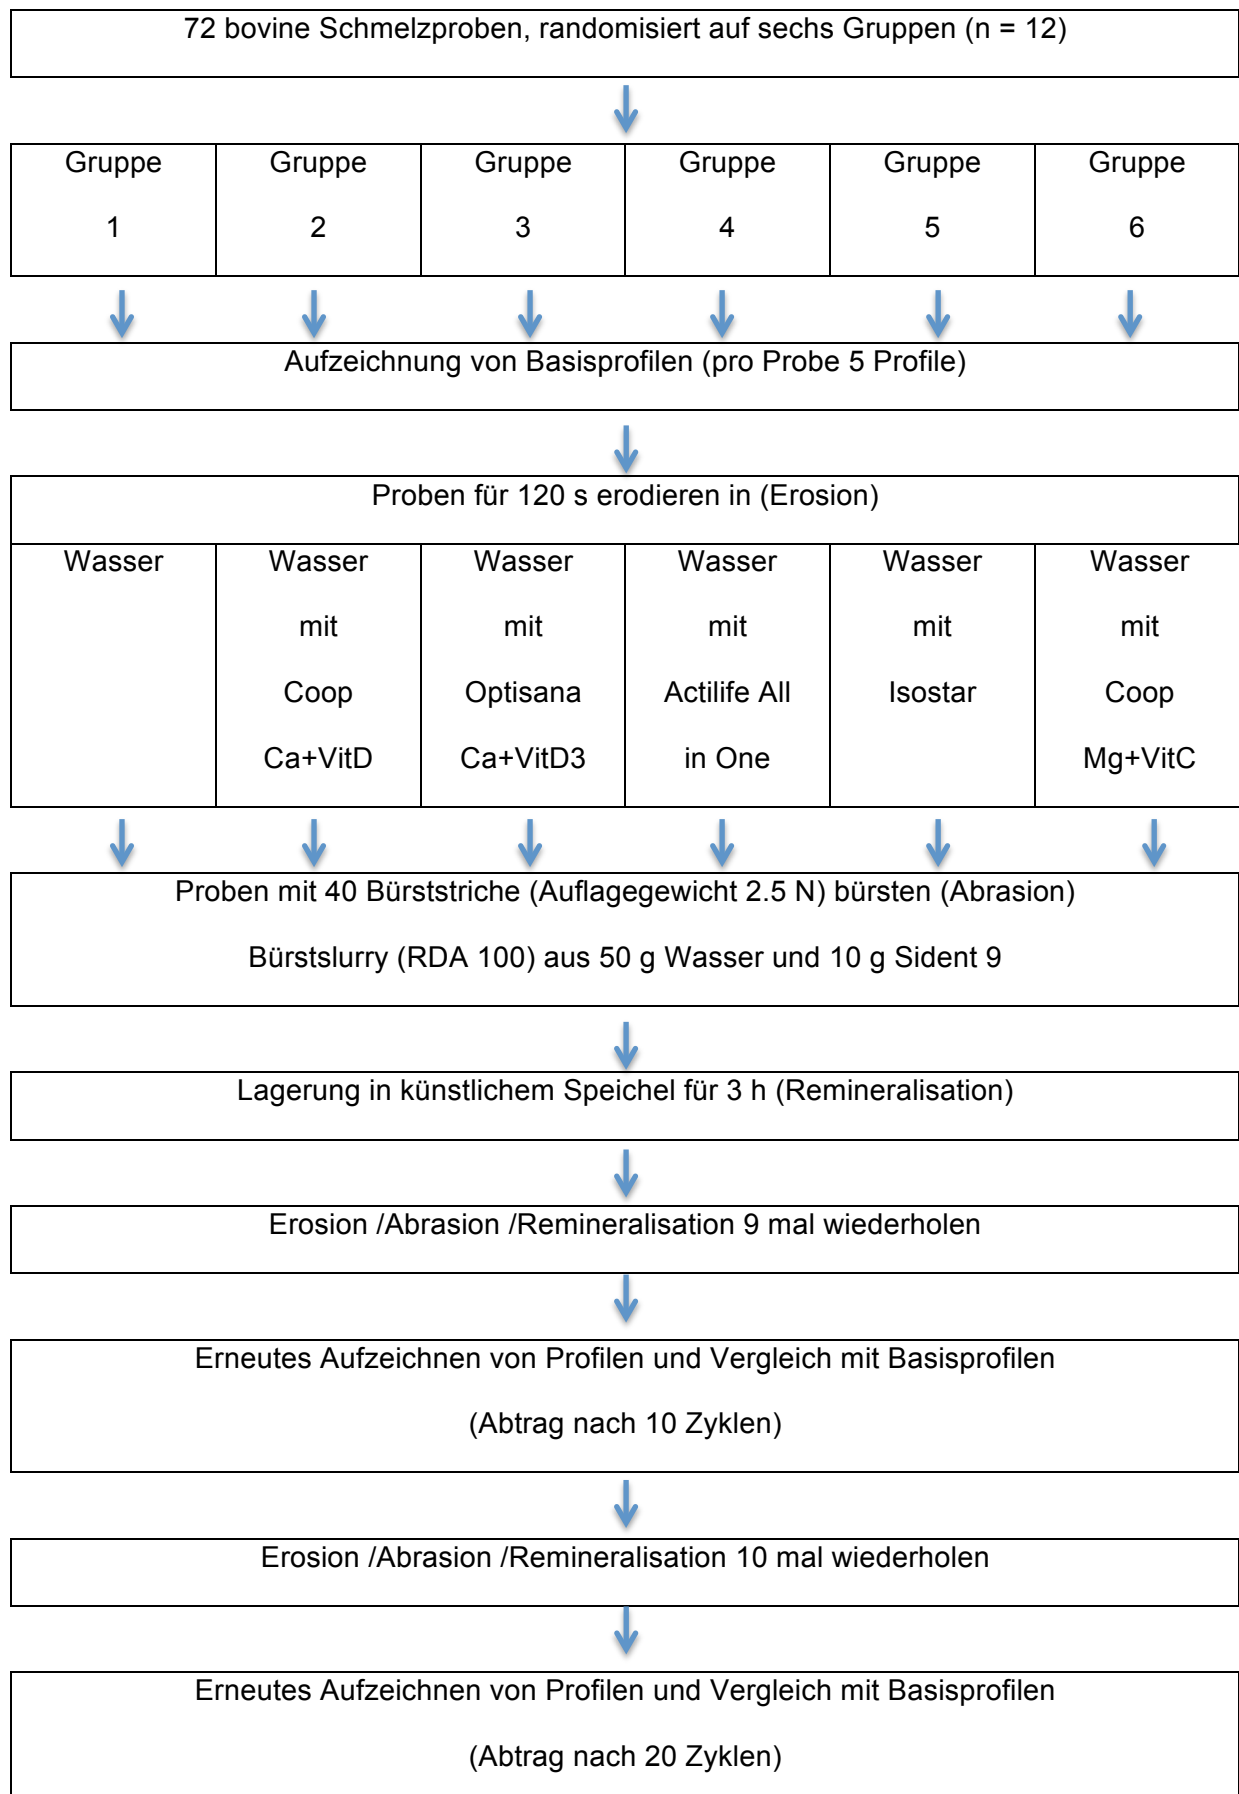 72 bovine Schmelzproben, randomisiert auf sechs Gruppen (n = 12)
Gruppe Gruppe Gruppe Gruppe Gruppe Gruppe
1 2 3 4 5 6
Aufzeichnung von Basisprofilen (pro Probe 5 Profile)
Proben für 120 s erodieren in (Erosion)
Wasser Wasser Wasser Wasser Wasser Wasser
mit mit mit mit mit
Coop Optisana Actilife All Isostar Coop
Ca+VitD Ca+VitD3 in One Mg+VitC
Proben mit 40 Bürststriche (Auflagegewicht 2.5 N) bürsten (Abrasion)
Bürstslurry (RDA 100) aus 50 g Wasser und 10 g Sident 9
Lagerung in künstlichem Speichel für 3 h (Remineralisation)
Erosion /Abrasion /Remineralisation 9 mal wiederholen
Erneutes Aufzeichnen von Profilen und Vergleich mit Basisprofilen
(Abtrag nach 10 Zyklen)
Erosion /Abrasion /Remineralisation 10 mal wiederholen
Erneutes Aufzeichnen von Profilen und Vergleich mit Basisprofilen
(Abtrag nach 20 Zyklen)